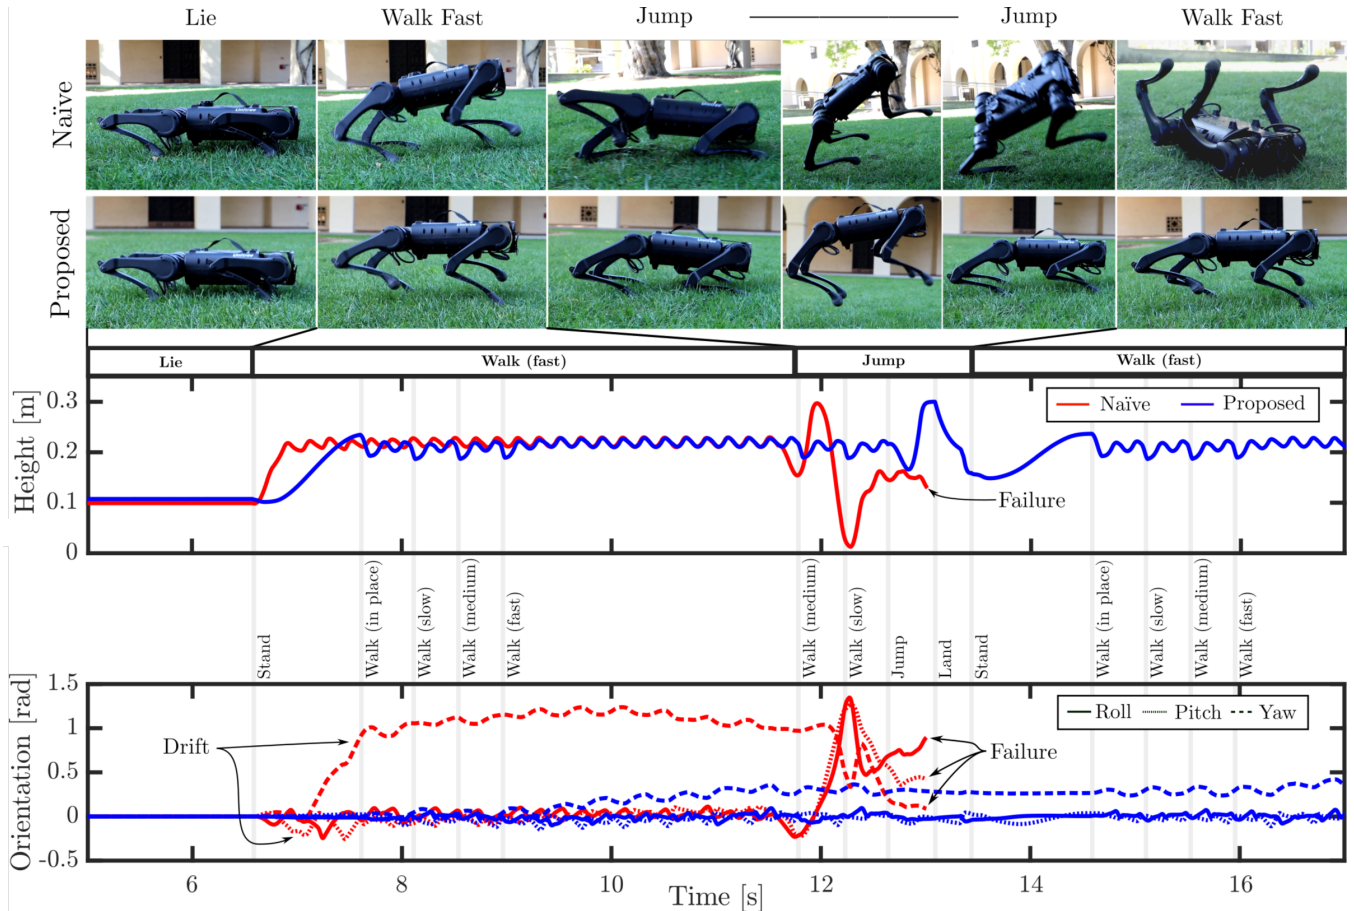 Lie Walk Fast Jump Jump Walk Fast
Naïve
Proposed
Lie Walk (fast) Jump Walk (fast)
Height [m]
0.3
0.2
0.1
0
Naïve Proposed
Failure
Stand
Walk (in place)
Walk (slow)
Walk (medium)
Walk (fast)
Walk (medium)
Walk (slow)
Jump
Land
Stand
Walk (in place)
Walk (slow)
Walk (medium)
Walk (fast)
Orientation [rad]
1.5
1
0.5
0
-0.5
Roll Pitch Yaw
Drift
Failure
6 8 10 12 14 16
Time [s]